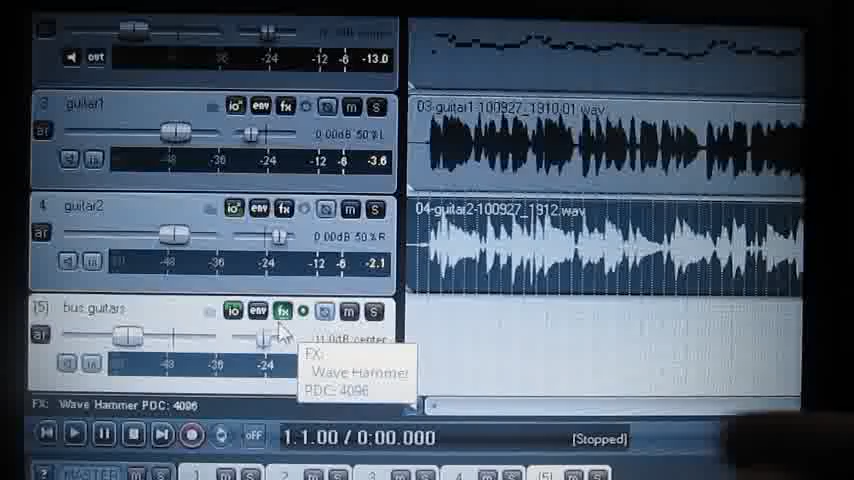 OUT -24 -12 -6 -13.0
3 guitar1 io env fx m s
03-guitar1-100927_1910-01.wav
ar 0.00dB 50%L
-48 -36 -24 -12 -6 -3.6
4 guitar2 io env fx m s
04-guitar2-100927_1912.wav
ar 0.00dB 50%R
-48 -36 -24 -12 -6 -2.1
[5] bus guitars io env fx m s
ar center
-48 -36 -24
FX:
Wave Hammer
PDC: 4096
FX: Wave Hammer PDC: 4096
OFF 1.1.00 / 0:00.000 [Stopped]
? MASTER m s 1 m s 2 m s 3 m s 4 m s [5] m s